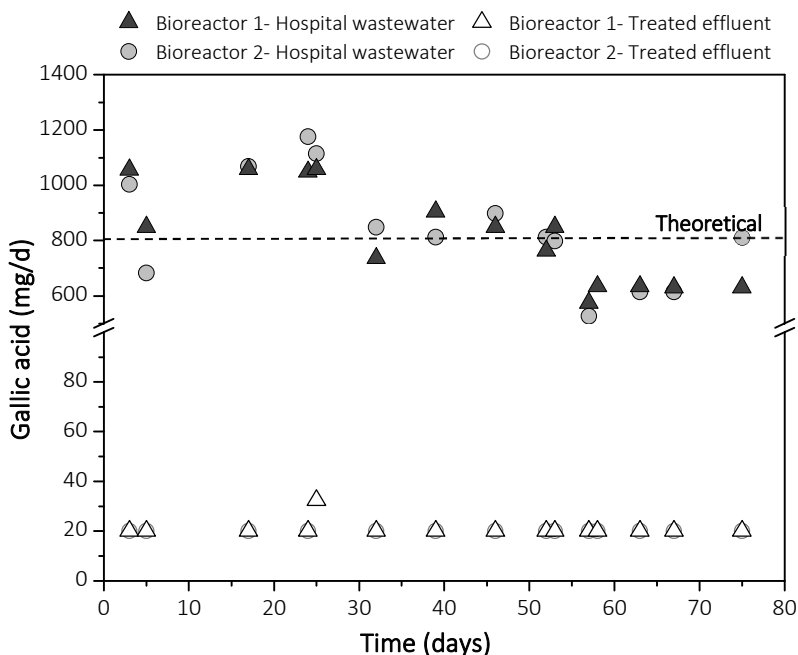 Bioreactor 1- Hospital wastewater Bioreactor 1- Treated effluent
Bioreactor 2- Hospital wastewater Bioreactor 2- Treated effluent
1400
1200
1000
800
600
80
60
40
20
0
Theoretical
Gallic acid (mg/d)
0 10 20 30 40 50 60 70 80
Time (days)